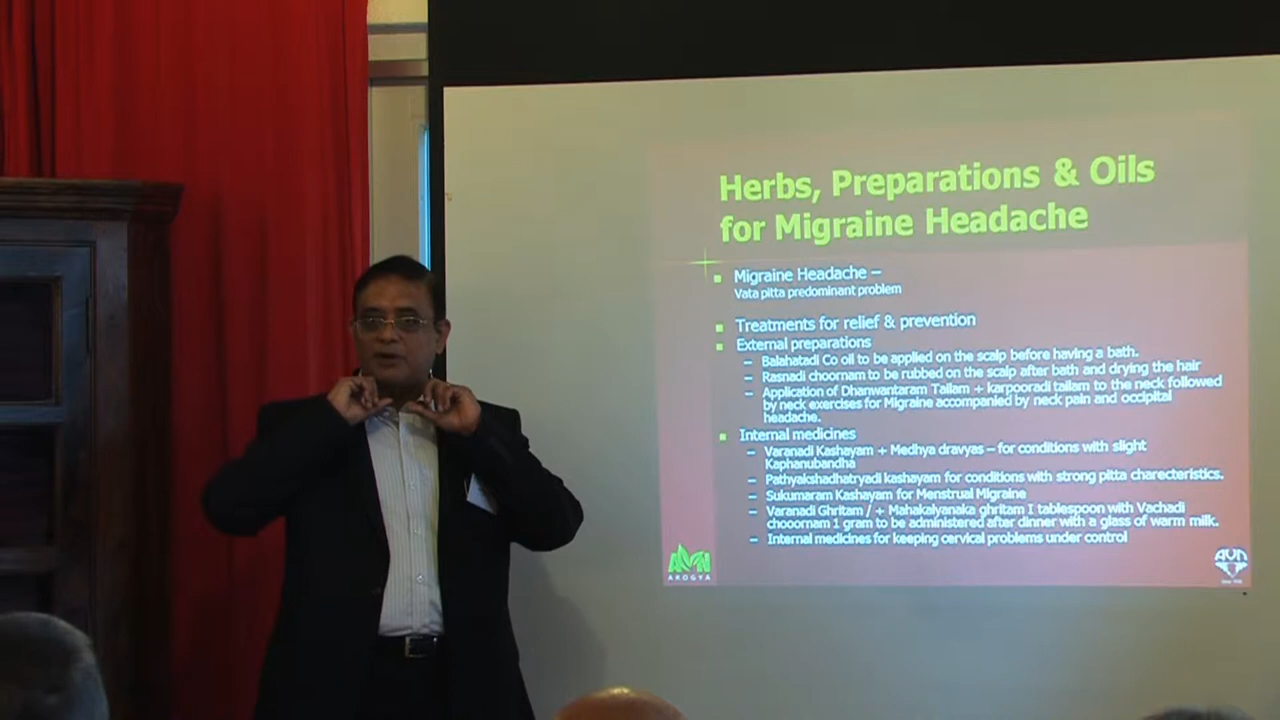 Herbs, Preparations & Oils
for Migraine Headache
Migraine Headache –
Vata pitta predominant problem
Treatments for relief & prevention
External preparations
– Balahatadi Co oil to be applied on the scalp before having a bath.
– Rasnadi choornam to be rubbed on the scalp after bath and drying the hair
– Application of Dhanwantaram Tailam + karpooradi tailam to the neck followed
by neck exercises for Migraine accompanied by neck pain and occipital
headache.
Internal medicines
– Varanadi Kashayam + Medhya dravyas – for conditions with slight
Kaphanubandha
– Pathyakshadhatryadi kashayam for conditions with strong pitta charecteristics.
– Sukumaram Kashayam for Menstrual Migraine
– Varanadi Ghritam / + Mahakalyanaka ghritam I tablespoon with Vachadi
chooornam 1 gram to be administered after dinner with a glass of warm milk.
– Internal medicines for keeping cervical problems under control
AVN
AROGYA
AVN